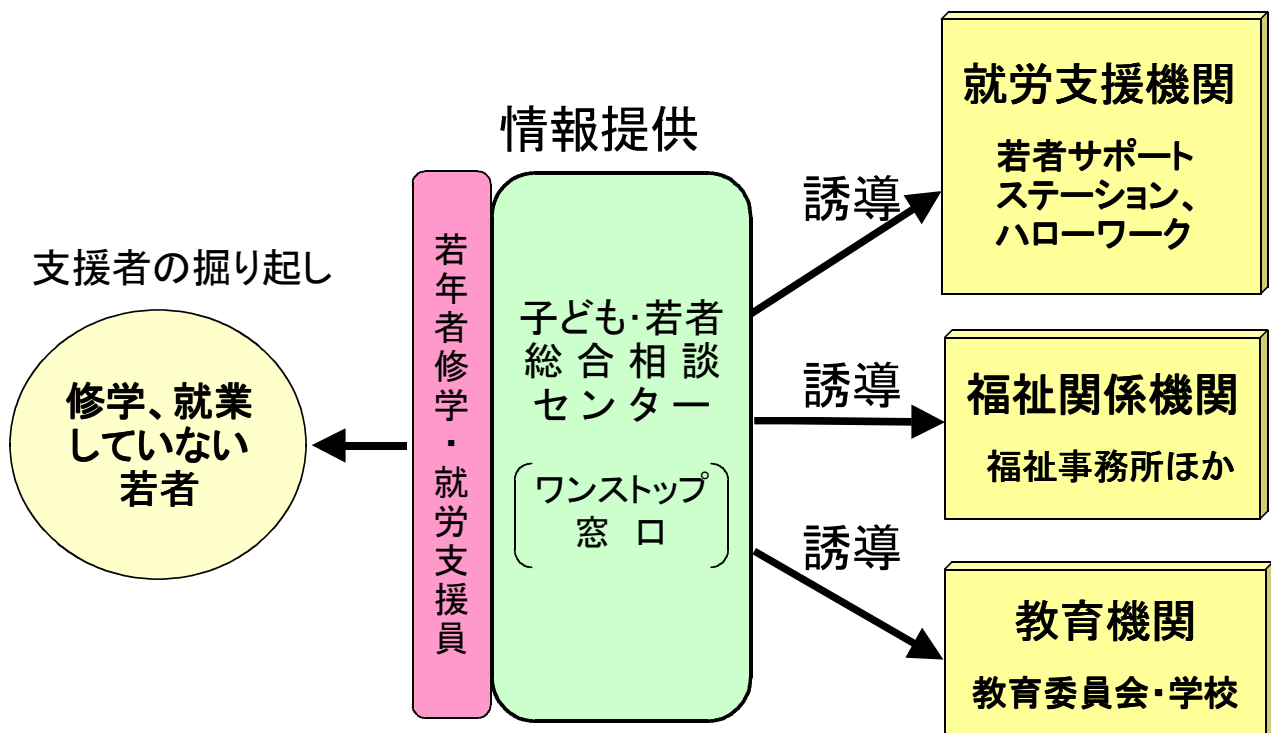 支援者の掘り起し
修学、就業
していない
若者
若年者修学・就労支援員
情報提供
子ども・若者
総合相談
センター
ワンストップ
窓口
誘導
就労支援機関
若者サポート
ステーション、
ハローワーク
誘導
福祉関係機関
福祉事務所ほか
誘導
教育機関
教育委員会・学校